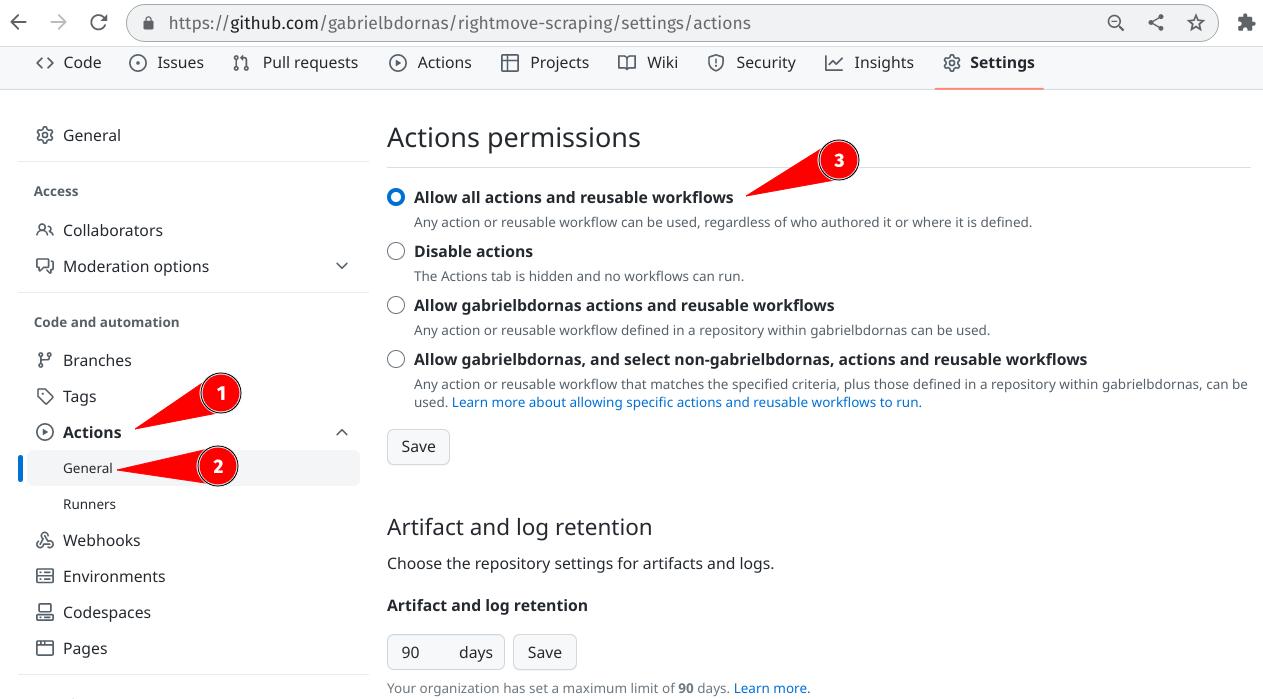 https://github.com/gabrielbdornas/rightmove-scraping/settings/actions
Code Issues Pull requests Actions Projects Wiki Security Insights Settings
General
Access
Collaborators
Moderation options
Code and automation
Branches
Tags
1
Actions
General
2
Runners
Webhooks
Environments
Codespaces
Pages
Actions permissions
3
Allow all actions and reusable workflows
Any action or reusable workflow can be used, regardless of who authored it or where it is defined.
Disable actions
The Actions tab is hidden and no workflows can run.
Allow gabrielbdornas actions and reusable workflows
Any action or reusable workflow defined in a repository within gabrielbdornas can be used.
Allow gabrielbdornas, and select non-gabrielbdornas, actions and reusable workflows
Any action or reusable workflow that matches the specified criteria, plus those defined in a repository within gabrielbdornas, can be
used. Learn more about allowing specific actions and reusable workflows to run.
Save
Artifact and log retention
Choose the repository settings for artifacts and logs.
Artifact and log retention
90 days Save
Your organization has set a maximum limit of 90 days. Learn more.